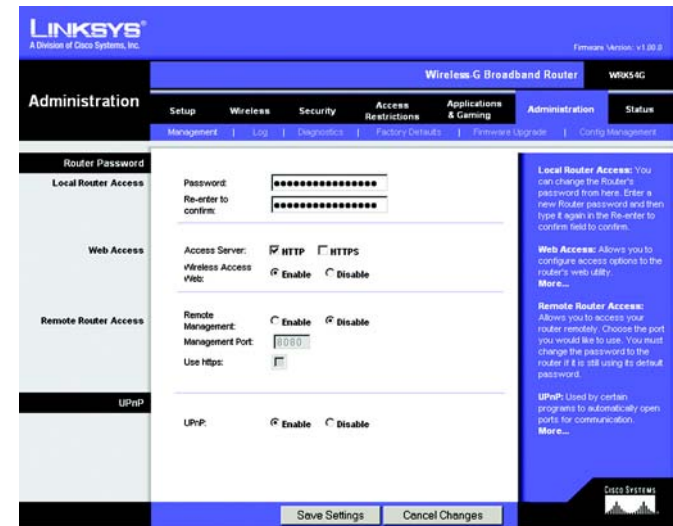 LINKSYS®
A Division of Cisco Systems, Inc.
Firmware Version: v1.00.0
Wireless-G Broadband Router WRK54G
Administration
Setup Wireless Security Access Restrictions Applications & Gaming Administration Status
Management | Log | Diagnostics | Factory Defaults | Firmware Upgrade | Config Management
Router Password
Local Router Access
Password:
Re-enter to
confirm:
Web Access
Access Server: HTTP HTTPS
Wireless Access
Web: Enable Disable
Remote Router Access
Remote
Management: Enable Disable
Management Port: 8080
Use https:
UPnP
UPnP: Enable Disable
Local Router Access: You
can change the Router's
password from here. Enter a
new Router password and then
type it again in the Re-enter to
confirm field to confirm.
Web Access: Allows you to
configure access options to the
router's web utility.
More...
Remote Router Access:
Allows you to access your
router remotely. Choose the port
you would like to use. You must
change the password to the
router if it is still using its default
password.
UPnP: Used by certain
programs to automatically open
ports for communication.
More...
Save Settings Cancel Changes
CISCO SYSTEMS